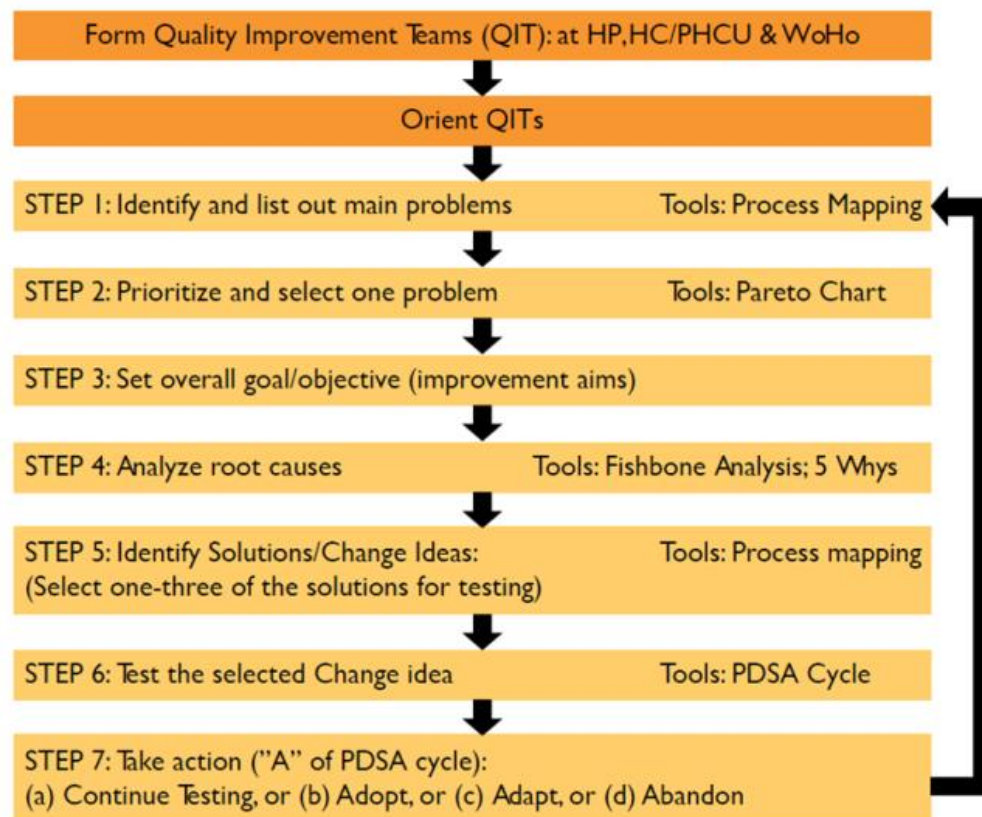 Form Quality Improvement Teams (QIT): at HP, HC/PHCU & WoHo
Orient QITs
STEP 1: Identify and list out main problems Tools: Process Mapping
STEP 2: Prioritize and select one problem Tools: Pareto Chart
STEP 3: Set overall goal/objective (improvement aims)
STEP 4: Analyze root causes Tools: Fishbone Analysis; 5 Whys
STEP 5: Identify Solutions/Change Ideas: Tools: Process mapping
(Select one-three of the solutions for testing)
STEP 6: Test the selected Change idea Tools: PDSA Cycle
STEP 7: Take action (”A” of PDSA cycle):
(a) Continue Testing, or (b) Adopt, or (c) Adapt, or (d) Abandon